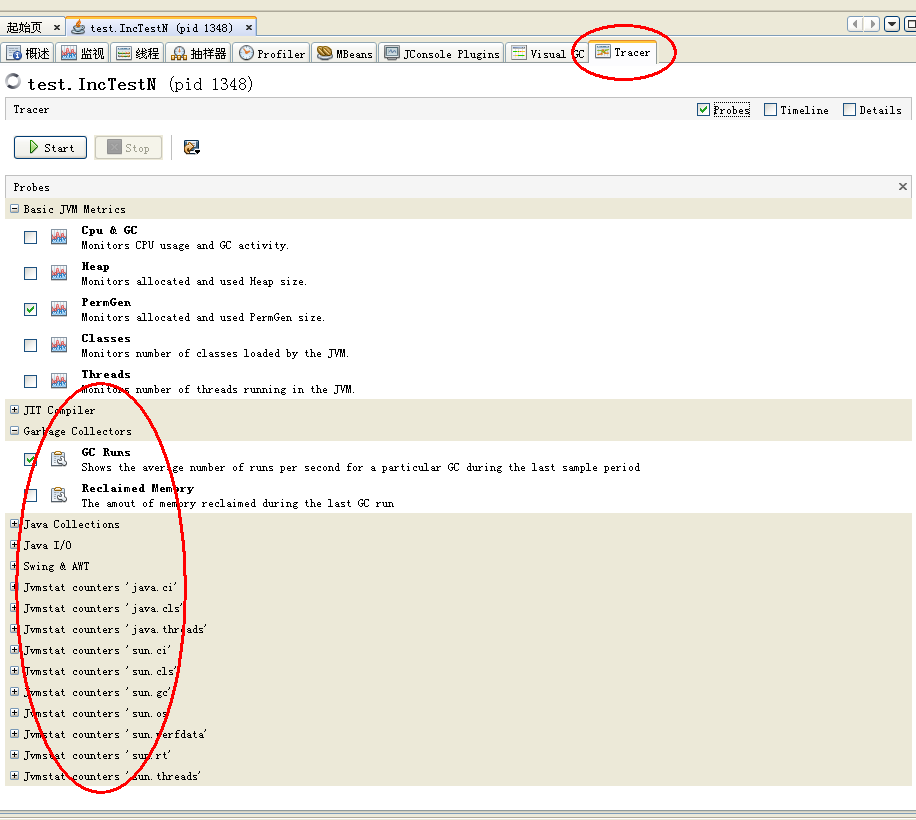 起始页 × test.IncTestN (pid 1348) ×
概述 监视 线程 抽样器 Profiler MBeans JConsole Plugins Visual GC Tracer
test.IncTestN (pid 1348)
Tracer Probes Timeline Details
Start Stop
Probes
Basic JVM Metrics
Cpu & GC
Monitors CPU usage and GC activity.
Heap
Monitors allocated and used Heap size.
PermGen
Monitors allocated and used PermGen size.
Classes
Monitors number of classes loaded by the JVM.
Threads
Monitors number of threads running in the JVM.
JIT Compiler
Garbage Collectors
GC Runs
Shows the average number of runs per second for a particular GC during the last sample period
Reclaimed Memory
The amout of memory reclaimed during the last GC run
Java Collections
Java I/O
Swing & AWT
Jvmstat counters 'java.ci'
Jvmstat counters 'java.cls'
Jvmstat counters 'java.threads'
Jvmstat counters 'sun.ci'
Jvmstat counters 'sun.cls'
Jvmstat counters 'sun.gc'
Jvmstat counters 'sun.os'
Jvmstat counters 'sun.perfdata'
Jvmstat counters 'sun.rt'
Jvmstat counters 'sun.threads'